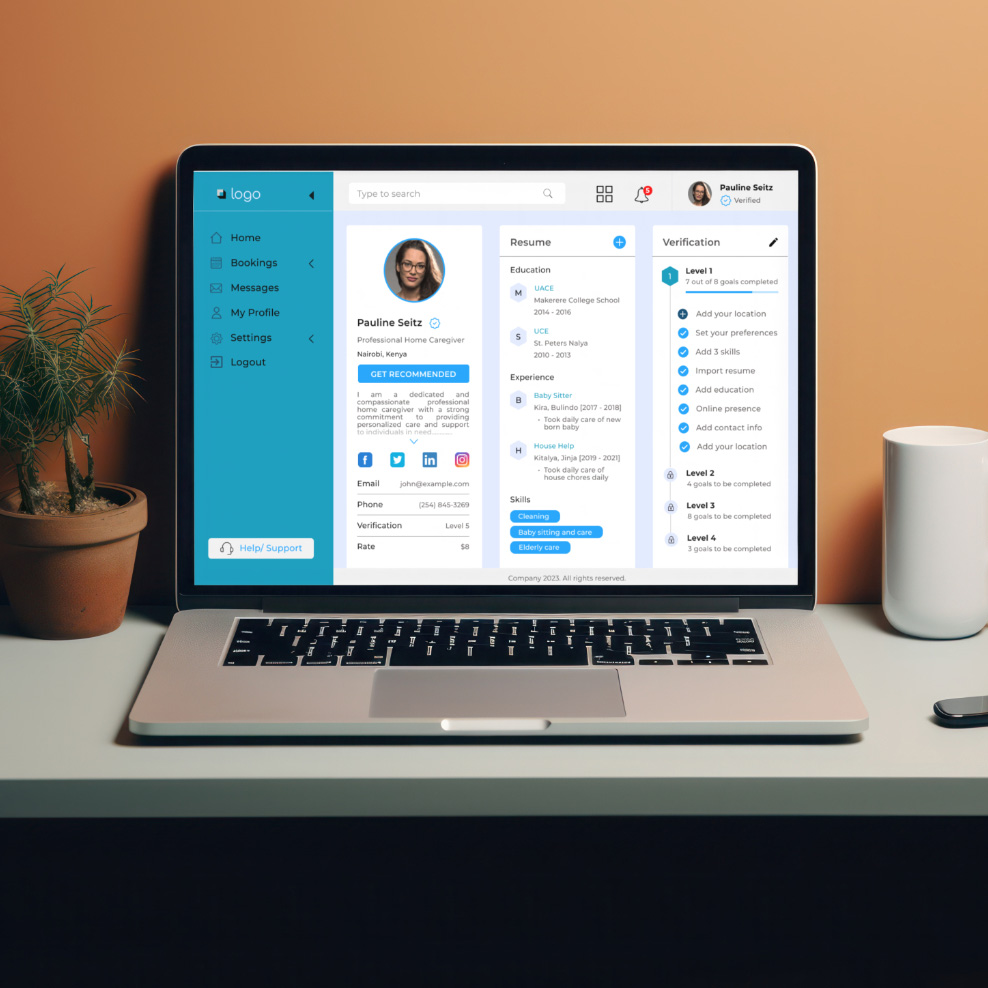 logo
Home
Bookings
Messages
My Profile
Settings
Logout
Help/ Support
Type to search
5
Pauline Seitz
Verified
Pauline Seitz
Professional Home Caregiver
Nairobi, Kenya
GET RECOMMENDED
I am a dedicated and
compassionate professional
home caregiver with a strong
commitment to providing
personalized care and support
to individuals in need...........
Email john@example.com
Phone (254) 845-3269
Verification Level 5
Rate $8
Resume
Education
M
UACE
Makerere College School
2014 - 2016
S
UCE
St. Peters Naiya
2010 - 2013
Experience
B
Baby Sitter
Kira, Bulindo [2017 - 2018]
- Took daily care of new
born baby
H
House Help
Kitalya, Jinja [2019 - 2021]
- Took daily care of
house chores daily
Skills
Cleaning
Baby sitting and care
Elderly care
Verification
1
Level 1
7 out of 8 goals completed
Add your location
Set your preferences
Add 3 skills
Import resume
Add education
Online presence
Add contact info
Add your location
Level 2
4 goals to be completed
Level 3
8 goals to be completed
Level 4
3 goals to be completed
Company 2023. All rights reserved.